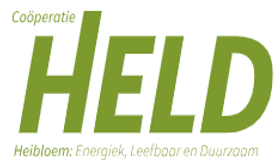 Coöperatie
HELD
Heibloem: Energiek, Leefbaar en Duurzaam